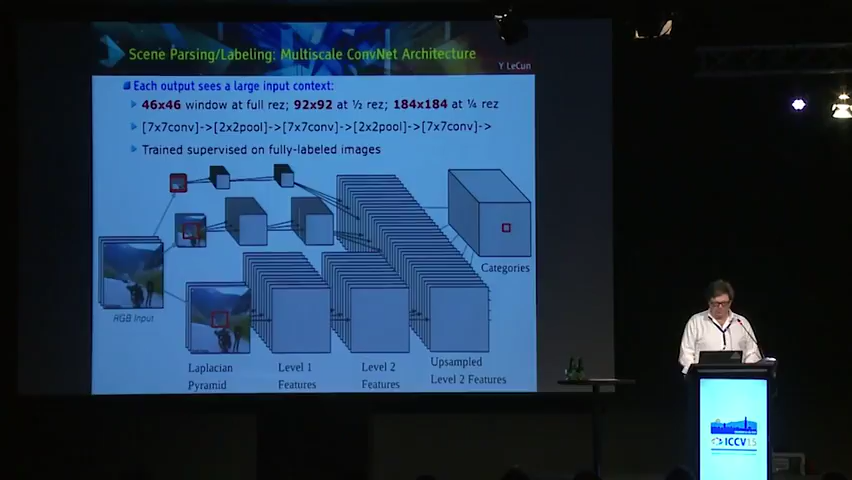 Scene Parsing/Labeling: Multiscale ConvNet Architecture
Y LeCun
Each output sees a large input context:
46x46 window at full rez; 92x92 at ½ rez; 184x184 at ¼ rez
[7x7conv]->[2x2pool]->[7x7conv]->[2x2pool]->[7x7conv]->
Trained supervised on fully-labeled images
Categories
RGB Input
Laplacian
Pyramid
Level 1
Features
Level 2
Features
Upsampled
Level 2 Features
ICCV15